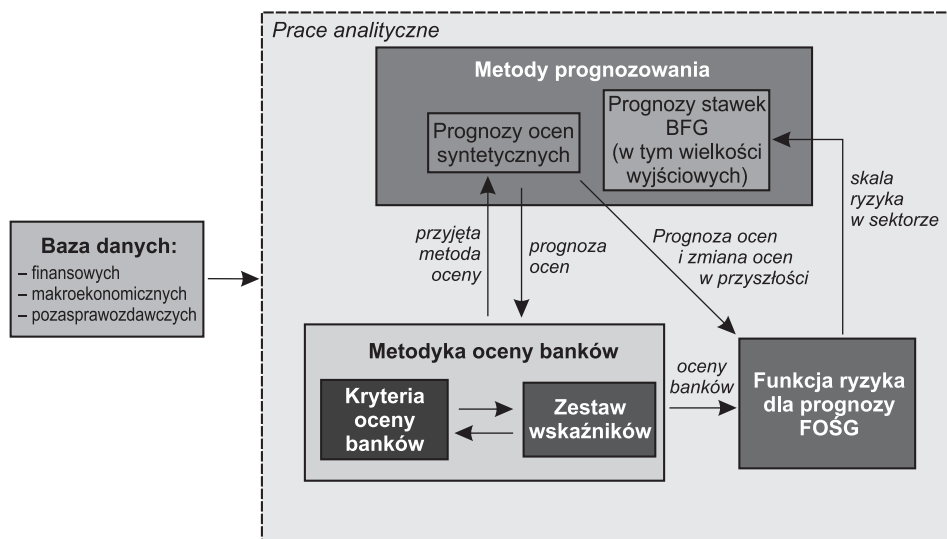 Prace analityczne
Metody prognozowania
Prognozy ocen
syntetycznych
Prognozy stawek
BFG
(w tym wielkości
wyjściowych)
skala
ryzyka
w sektorze
przyjęta
metoda
oceny
prognoza
ocen
Prognoza ocen
i zmiana ocen
w przyszłości
Baza danych:
– finansowych
– makroekonomicznych
– pozasprawozdawczych
Metodyka oceny banków
Kryteria
oceny
banków
Zestaw
wskaźników
oceny
banków
Funkcja ryzyka
dla prognozy
FOŚG